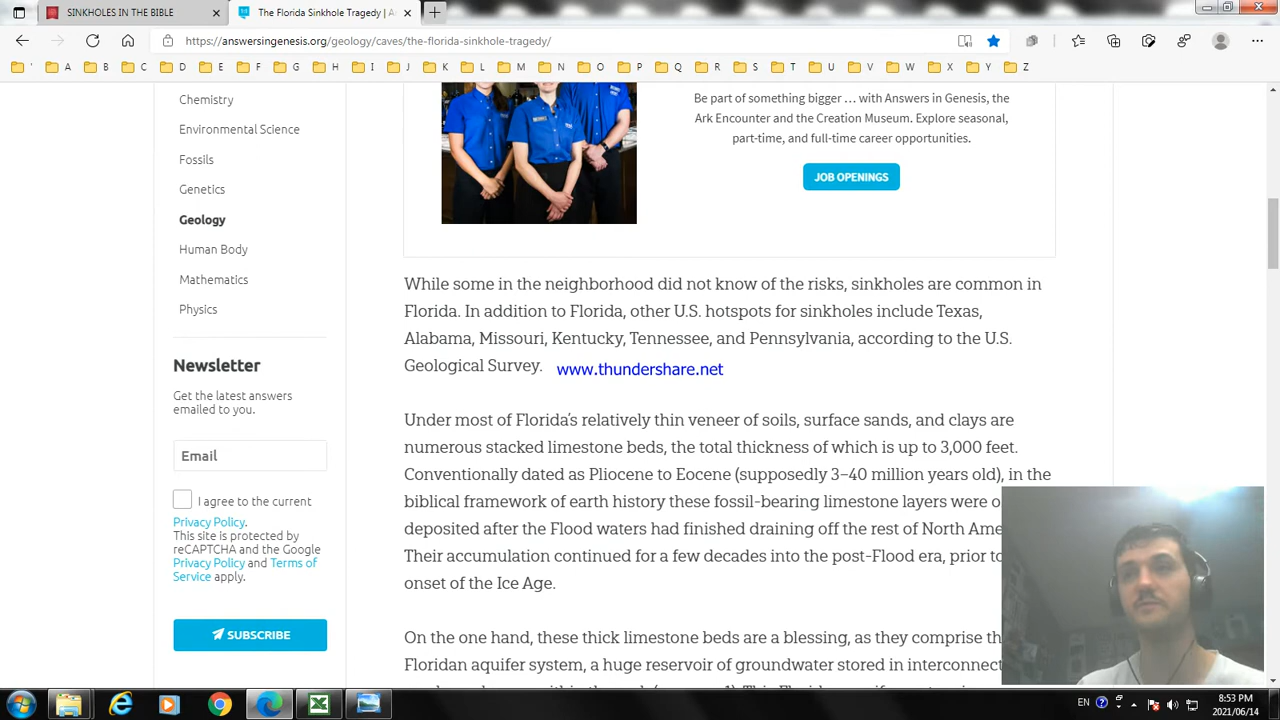 SINKHOLES IN THE BIBLE
The Florida Sinkhole Tragedy | A
https://answersingenesis.org/geology/caves/the-florida-sinkhole-tragedy/
' A B C D E F G H I J K L M N O P Q R S T U V W X Y Z
Chemistry
Environmental Science
Fossils
Genetics
Geology
Human Body
Mathematics
Physics
Newsletter
Get the latest answers
emailed to you.
Email
I agree to the current
Privacy Policy.
This site is protected by
reCAPTCHA and the Google
Privacy Policy and Terms of
Service apply.
SUBSCRIBE
Be part of something bigger … with Answers in Genesis, the
Ark Encounter and the Creation Museum. Explore seasonal,
part-time, and full-time career opportunities.
JOB OPENINGS
While some in the neighborhood did not know of the risks, sinkholes are common in
Florida. In addition to Florida, other U.S. hotspots for sinkholes include Texas,
Alabama, Missouri, Kentucky, Tennessee, and Pennsylvania, according to the U.S.
Geological Survey.
www.thundershare.net
Under most of Florida's relatively thin veneer of soils, surface sands, and clays are
numerous stacked limestone beds, the total thickness of which is up to 3,000 feet.
Conventionally dated as Pliocene to Eocene (supposedly 3–40 million years old), in the
biblical framework of earth history these fossil-bearing limestone layers were o
deposited after the Flood waters had finished draining off the rest of North Ame
Their accumulation continued for a few decades into the post-Flood era, prior to
onset of the Ice Age.
On the one hand, these thick limestone beds are a blessing, as they comprise th
Floridan aquifer system, a huge reservoir of groundwater stored in interconnect
EN
8:53 PM
2021/06/14